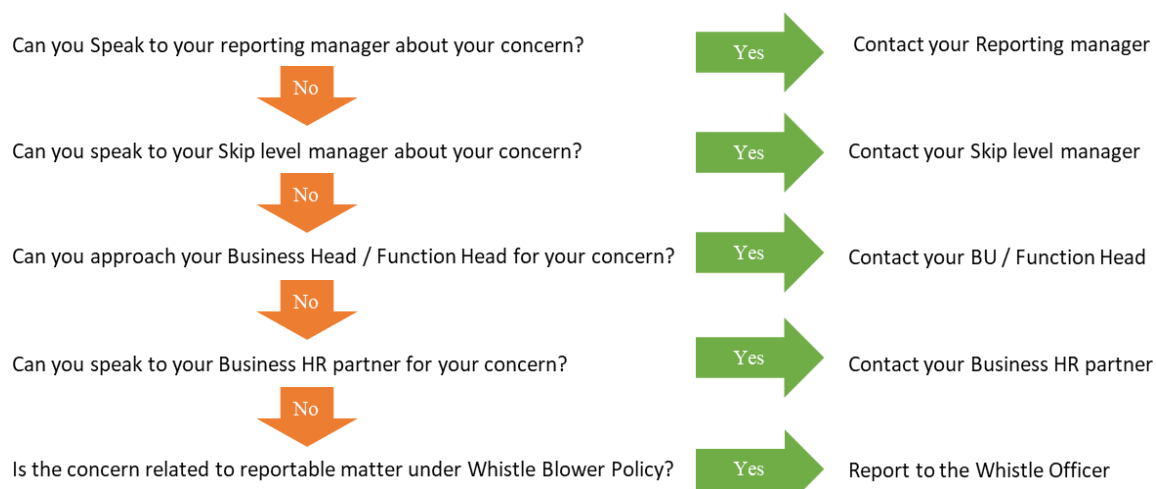 Can you Speak to your reporting manager about your concern?
Yes
Contact your Reporting manager
No
Can you speak to your Skip level manager about your concern?
Yes
Contact your Skip level manager
No
Can you approach your Business Head / Function Head for your concern?
Yes
Contact your BU / Function Head
No
Can you speak to your Business HR partner for your concern?
Yes
Contact your Business HR partner
No
Is the concern related to reportable matter under Whistle Blower Policy?
Yes
Report to the Whistle Officer